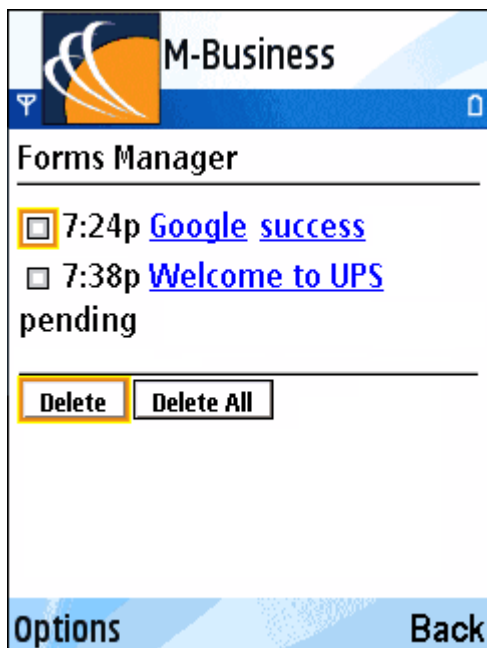 M-Business
Forms Manager
7:24p Google success
7:38p Welcome to UPS
pending
Delete Delete All
Options Back